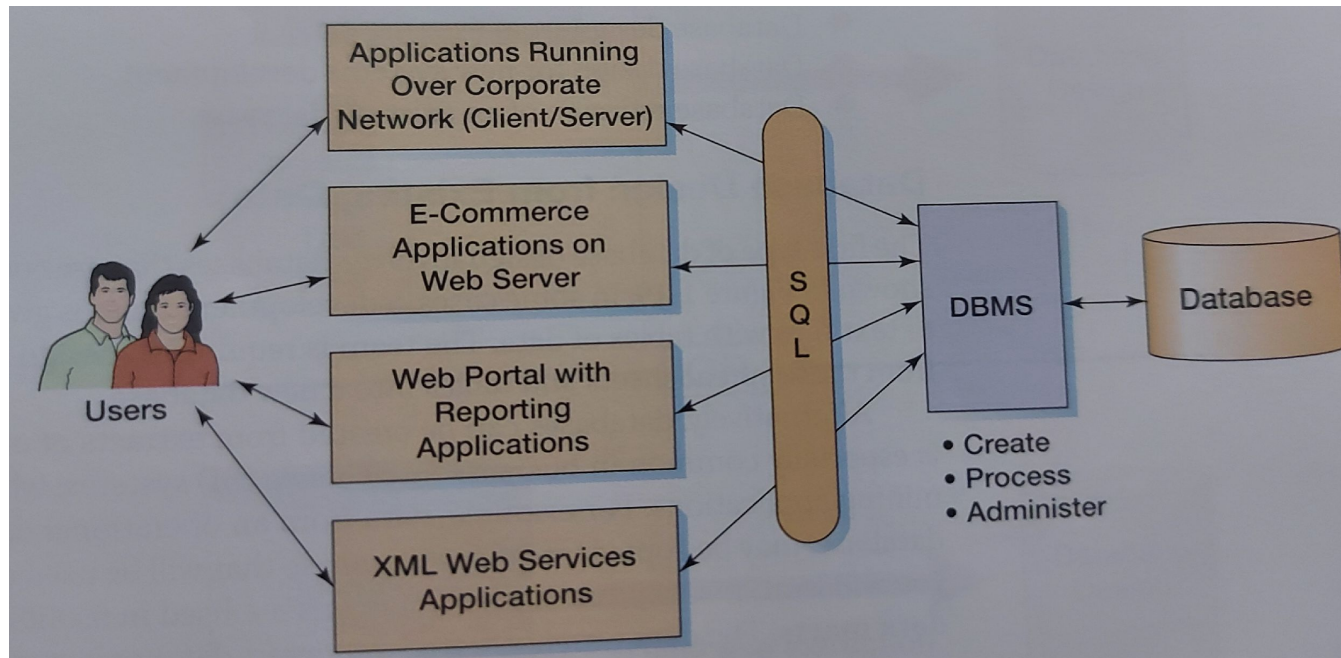 Applications Running
Over Corporate
Network (Client/Server)
E-Commerce
Applications on
Web Server
Web Portal with
Reporting
Applications
XML Web Services
Applications
Users
S
Q
L
DBMS
• Create
• Process
• Administer
Database